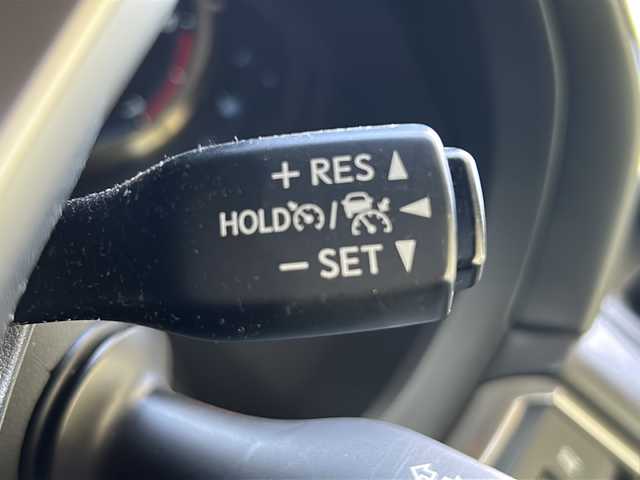 + RES ▲
HOLD / ◀
− SET ▼